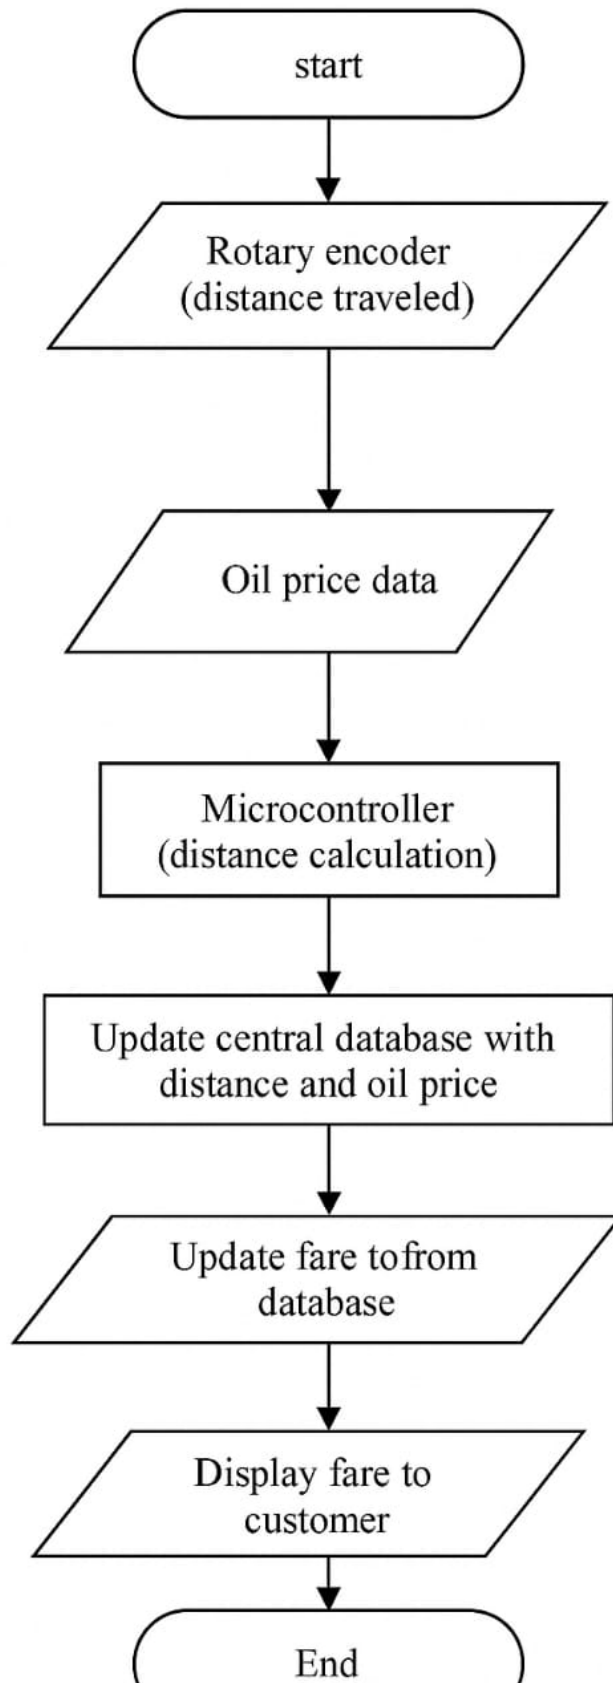 start
Rotary encoder
(distance traveled)
Oil price data
Microcontroller
(distance calculation)
Update central database with
distance and oil price
Update fare tofrom
database
Display fare to
customer
End